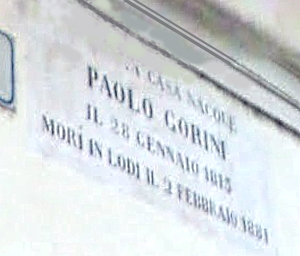 CASA NACQUE
PAOLO GORINI
IL 28 GENNAIO 1813
MORÌ IN LODI IL 2 FEBBRAIO 1881